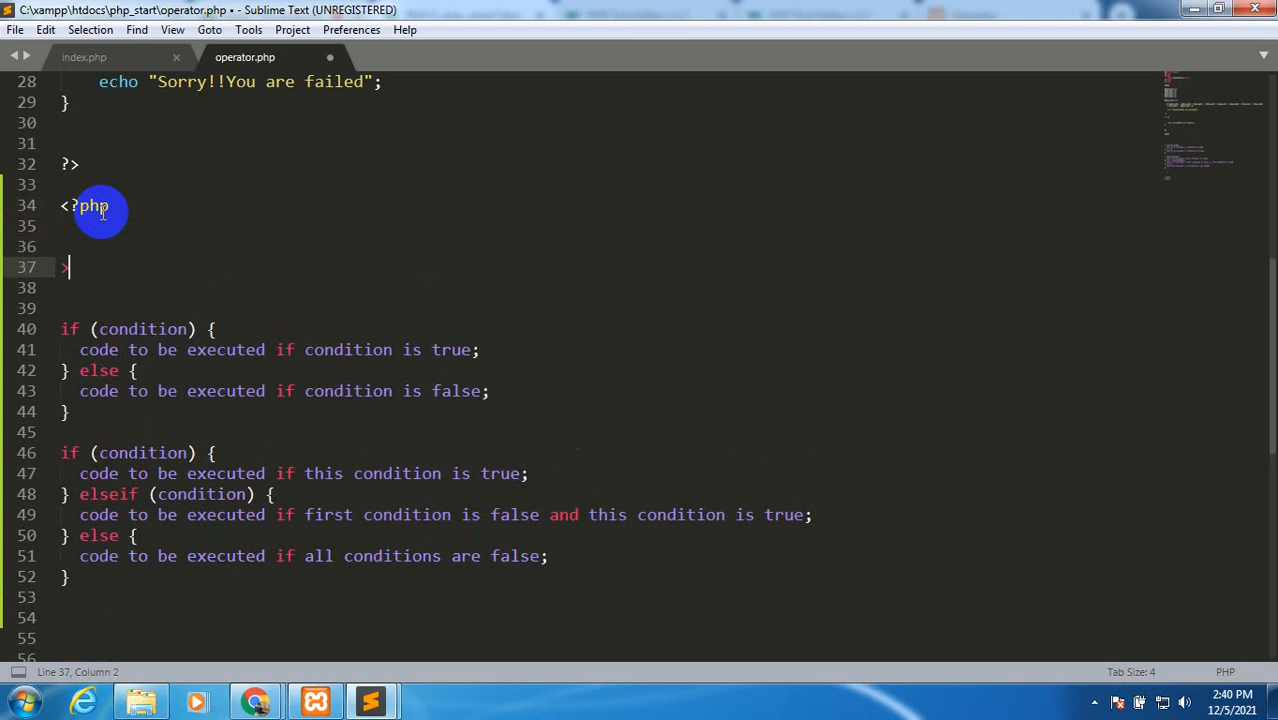 C:\xampp\htdocs\php_start\operator.php • - Sublime Text (UNREGISTERED)
File Edit Selection Find View Goto Tools Project Preferences Help
index.php operator.php
28 echo "Sorry!!You are failed";
29 }
30
31
32 ?>
33
34 <?php
35
36
37 >
38
39
40 if (condition) {
41 code to be executed if condition is true;
42 } else {
43 code to be executed if condition is false;
44 }
45
46 if (condition) {
47 code to be executed if this condition is true;
48 } elseif (condition) {
49 code to be executed if first condition is false and this condition is true;
50 } else {
51 code to be executed if all conditions are false;
52 }
53
54
55
56
Line 37, Column 2 Tab Size: 4 PHP
2:40 PM
12/5/2021